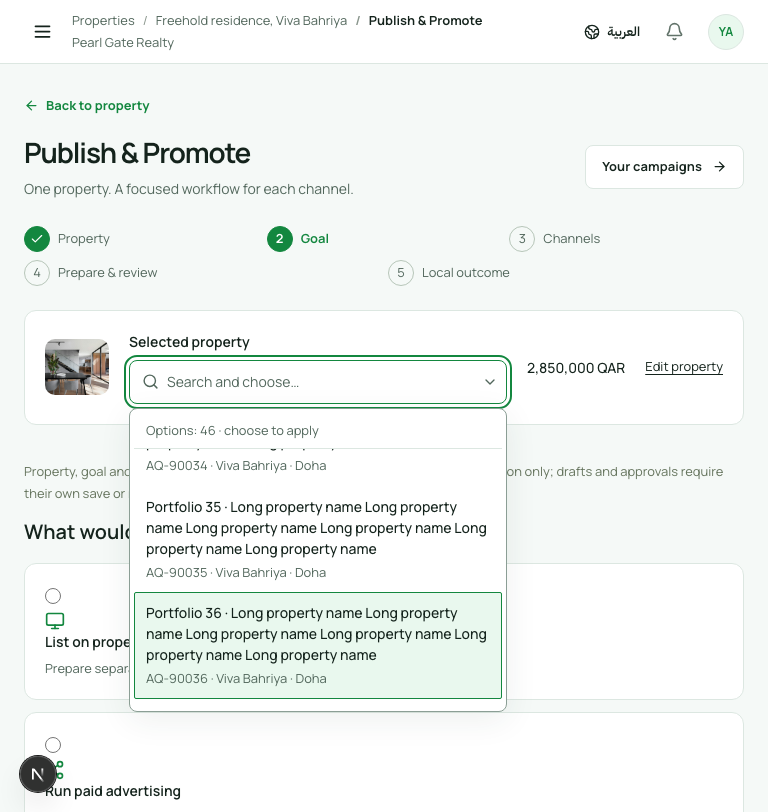 Properties / Freehold residence, Viva Bahriya / Publish & Promote
Pearl Gate Realty
العربية
YA
Back to property
Publish & Promote
Your campaigns
One property. A focused workflow for each channel.
Property
2 Goal
3 Channels
4 Prepare & review
5 Local outcome
Selected property
Search and choose...
2,850,000 QAR
Edit property
Options: 46 · choose to apply
AQ-90034 · Viva Bahriya · Doha
Property, goal and
on only; drafts and approvals require
their own save or
Portfolio 35 · Long property name Long property
name Long property name Long property name Long
property name Long property name
AQ-90035 · Viva Bahriya · Doha
What would
Portfolio 36 · Long property name Long property
name Long property name Long property name Long
property name Long property name
AQ-90036 · Viva Bahriya · Doha
List on prope
Prepare separa
N
Run paid advertising